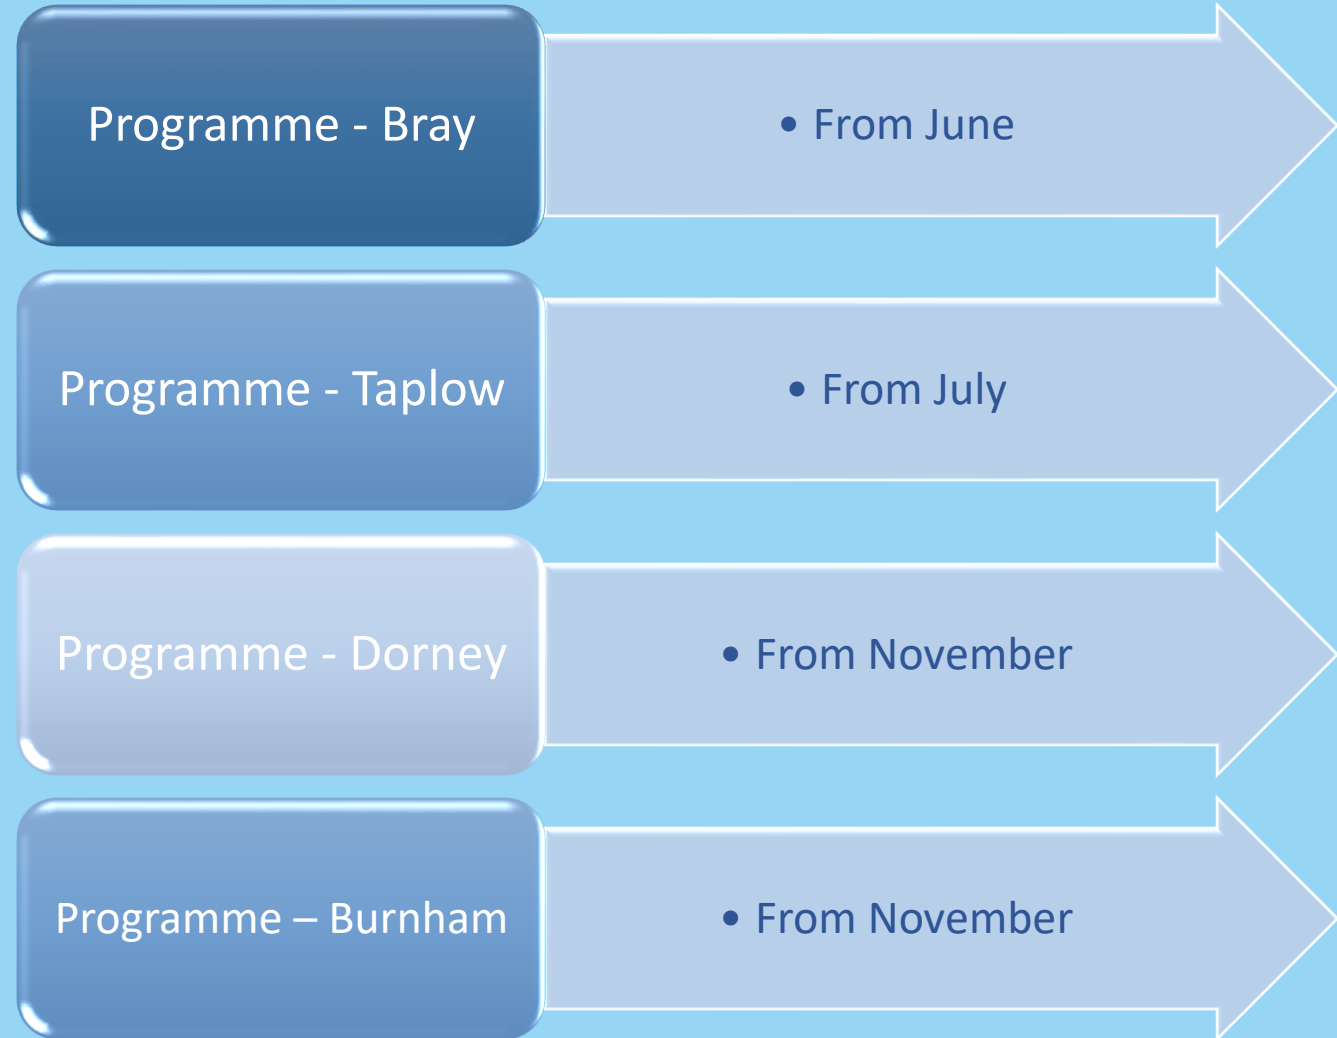 Programme - Bray
• From June
Programme - Taplow
• From July
Programme - Dorney
• From November
Programme – Burnham
• From November